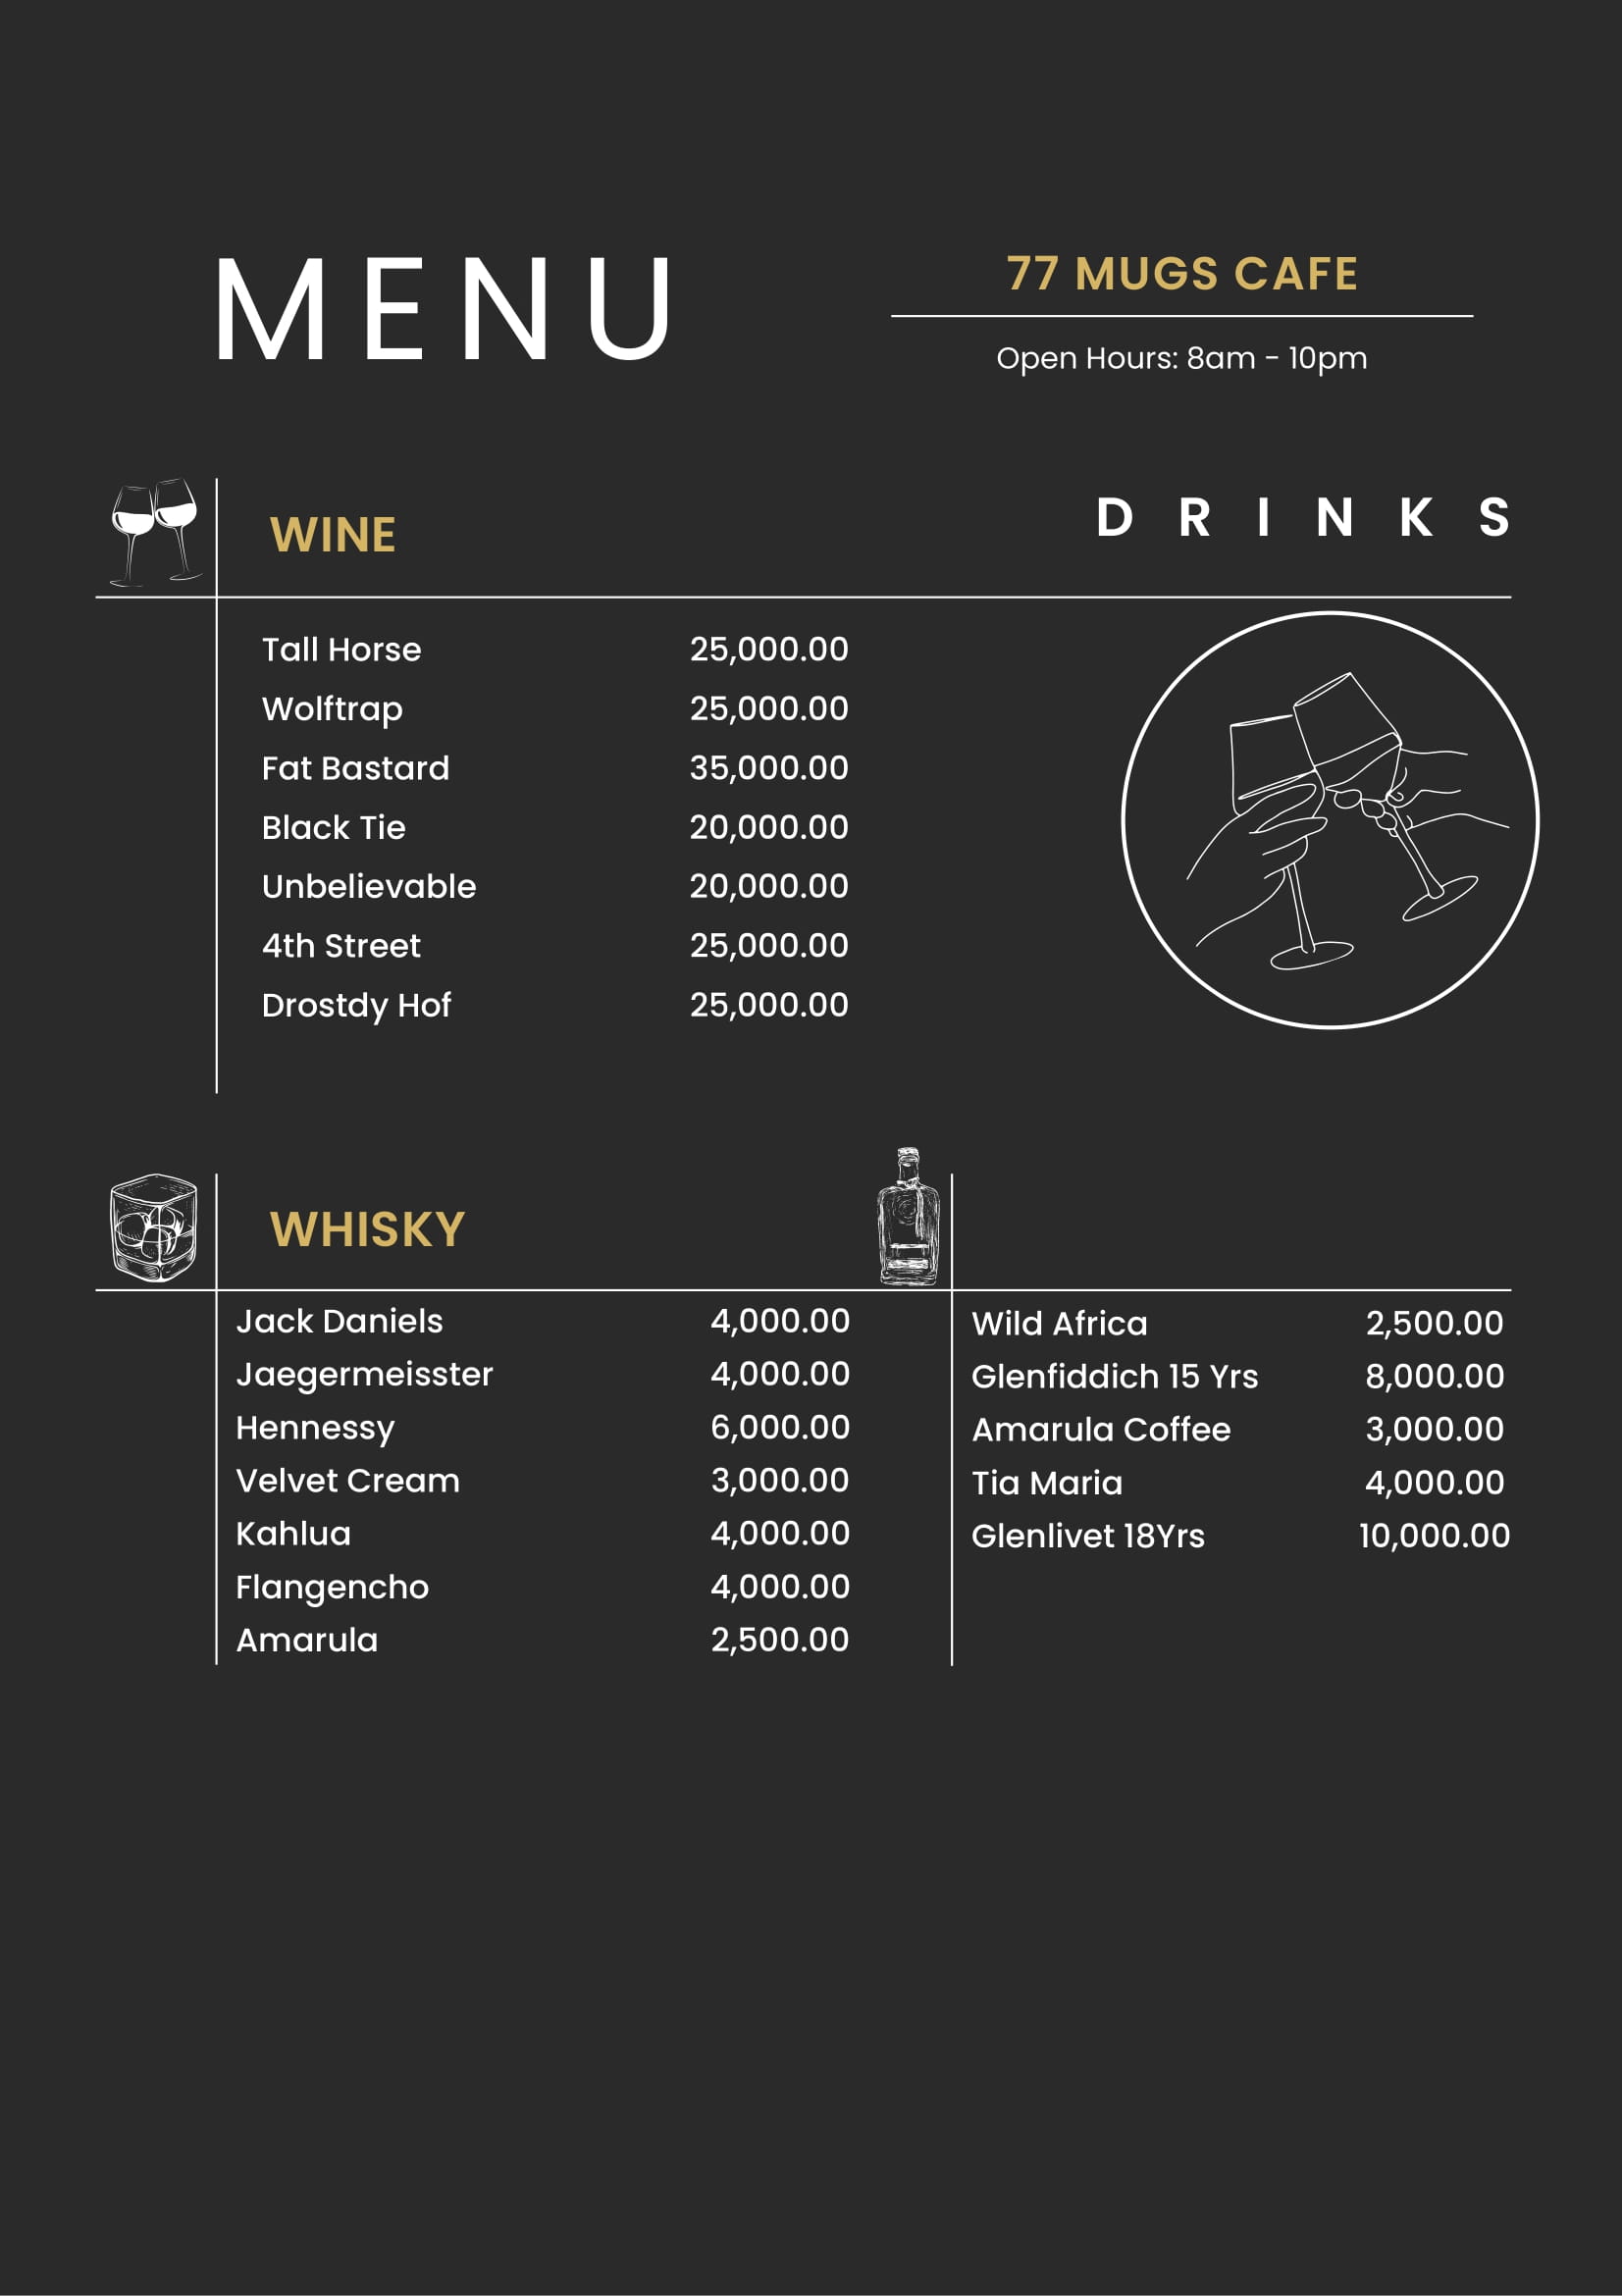 MENU
77 MUGS CAFE
Open Hours: 8am - 10pm
DRINKS
WINE
Tall Horse 25,000.00
Wolftrap 25,000.00
Fat Bastard 35,000.00
Black Tie 20,000.00
Unbelievable 20,000.00
4th Street 25,000.00
Drostdy Hof 25,000.00
WHISKY
Jack Daniels 4,000.00
Jaegermeisster 4,000.00
Hennessy 6,000.00
Velvet Cream 3,000.00
Kahlua 4,000.00
Flangencho 4,000.00
Amarula 2,500.00
Wild Africa 2,500.00
Glenfiddich 15 Yrs 8,000.00
Amarula Coffee 3,000.00
Tia Maria 4,000.00
Glenlivet 18Yrs 10,000.00